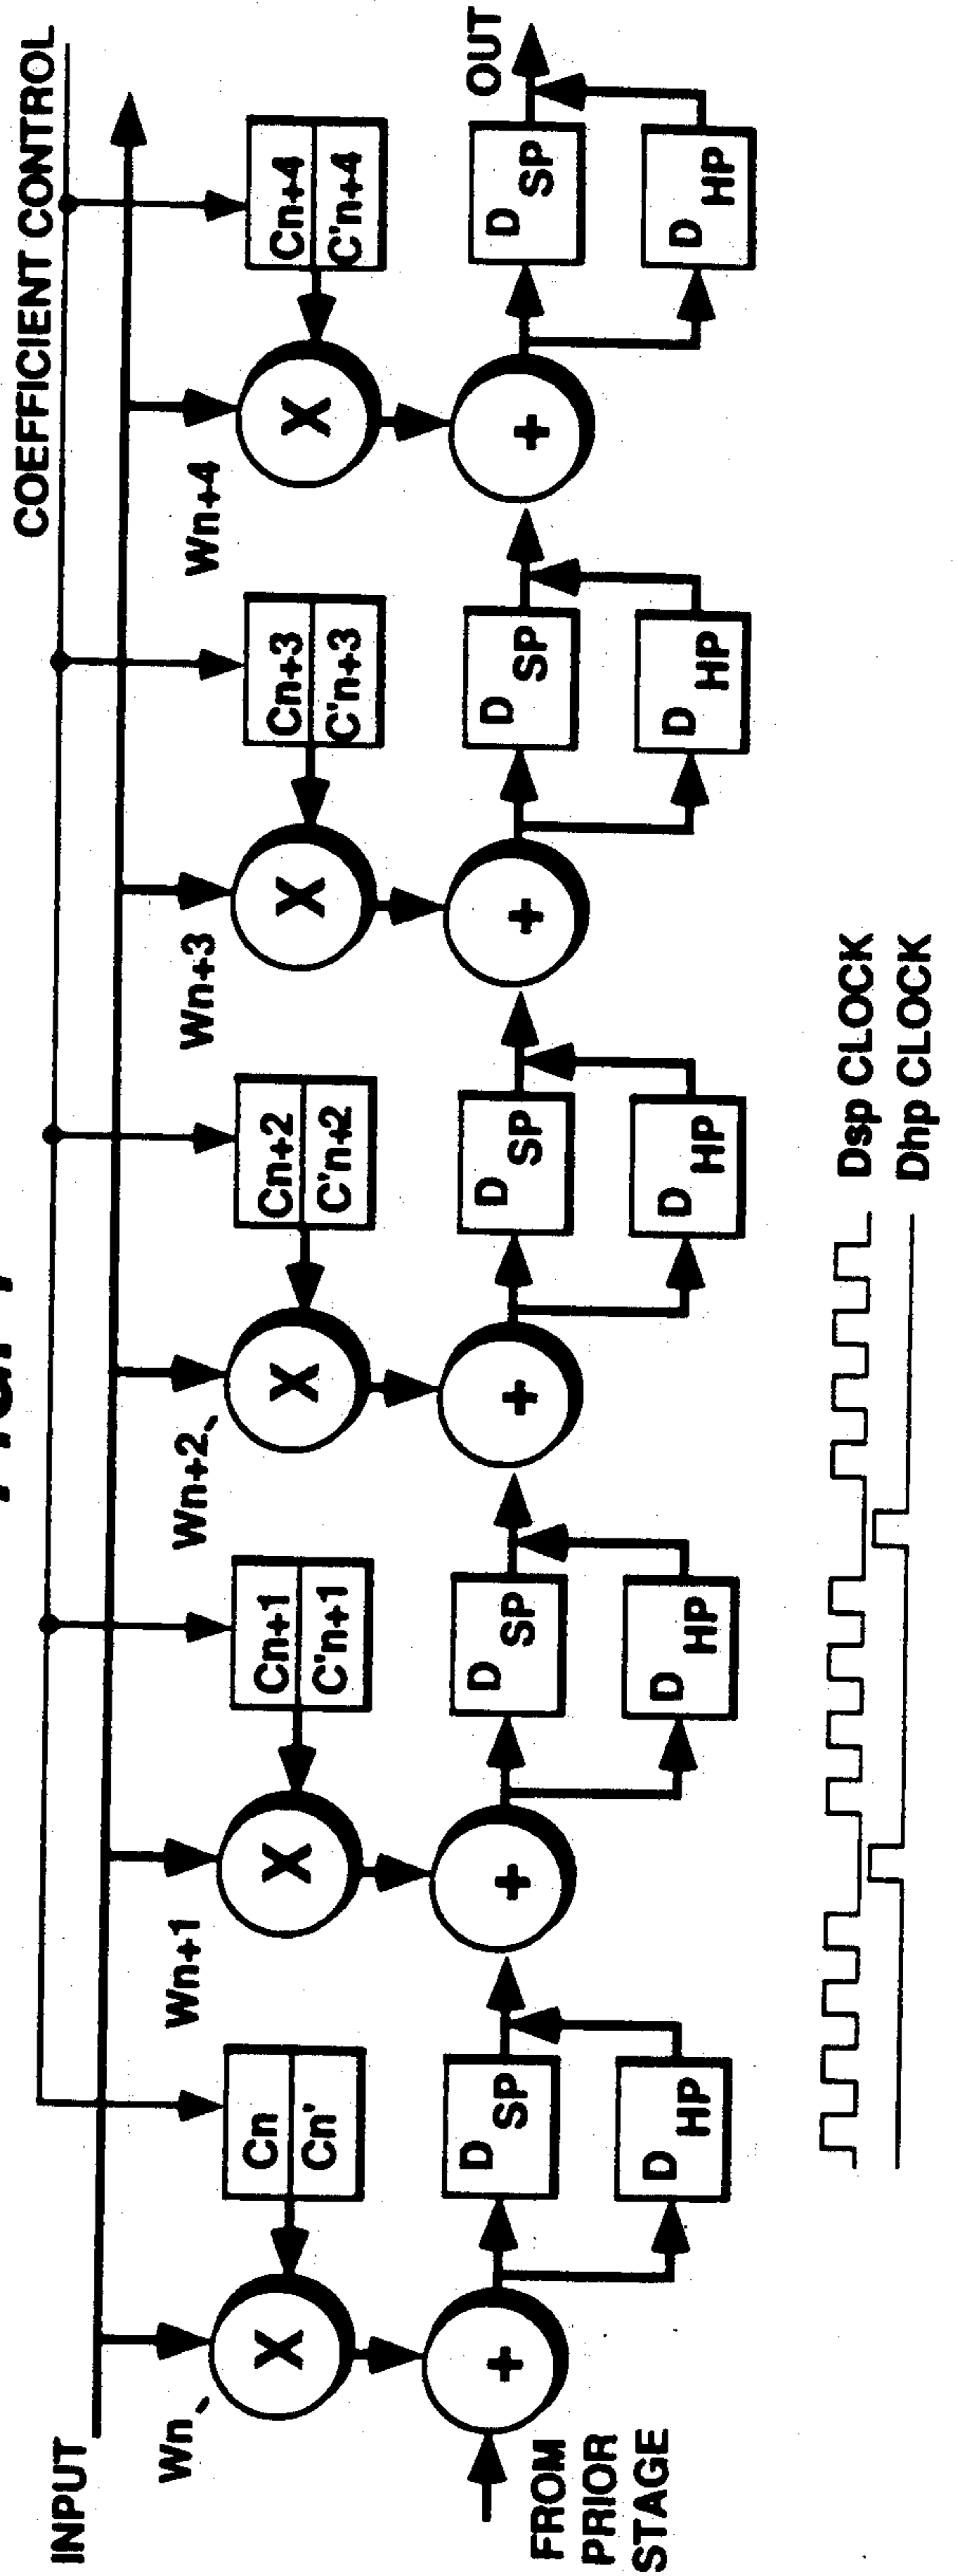 COEFFICIENT CONTROL
INPUT
Wn
Wn+1
Wn+2
Wn+3
Wn+4
Cn
Cn'
Cn+1
C'n+1
Cn+2
C'n+2
Cn+3
C'n+3
Cn+4
C'n+4
X
X
X
X
X
FROM
PRIOR
STAGE
+
+
+
+
+
D SP
D SP
D SP
D SP
D SP
OUT
D HP
D HP
D HP
D HP
D HP
Dsp CLOCK
Dhp CLOCK